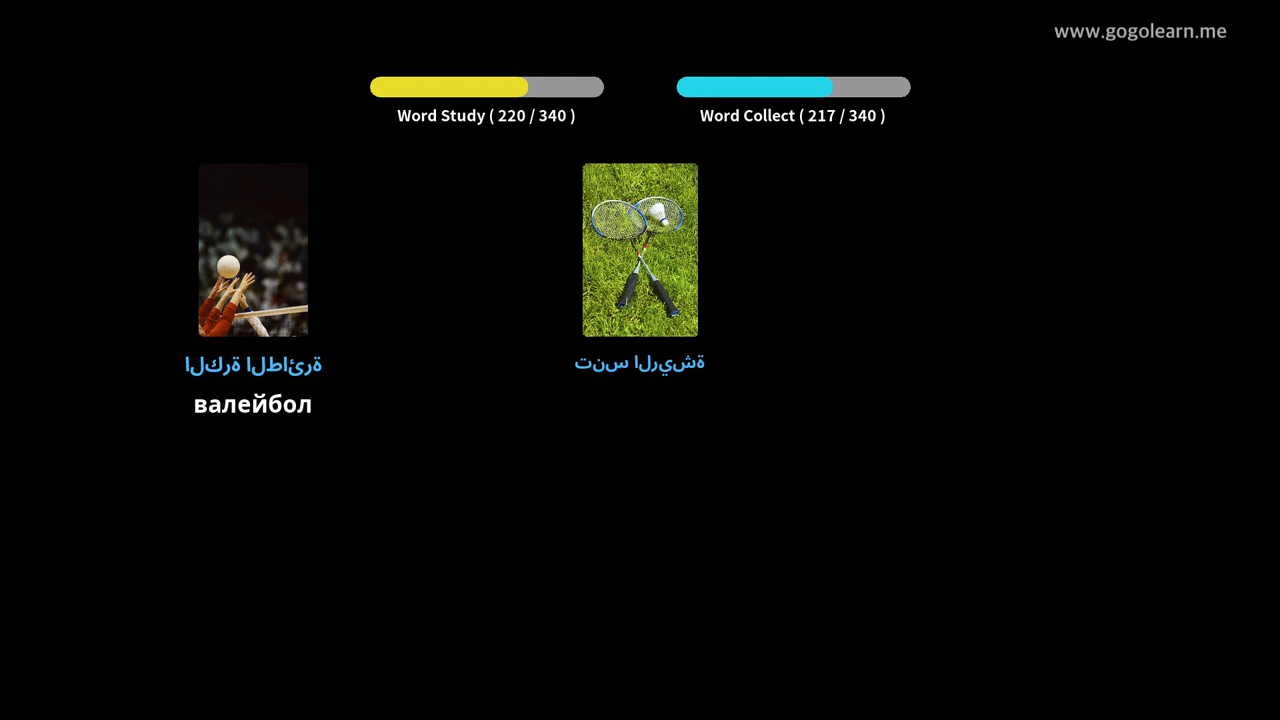 www.gogolearn.me
Word Study ( 220 / 340 )
Word Collect ( 217 / 340 )
الكرة الطائرة
валейбол
تنس الريشة